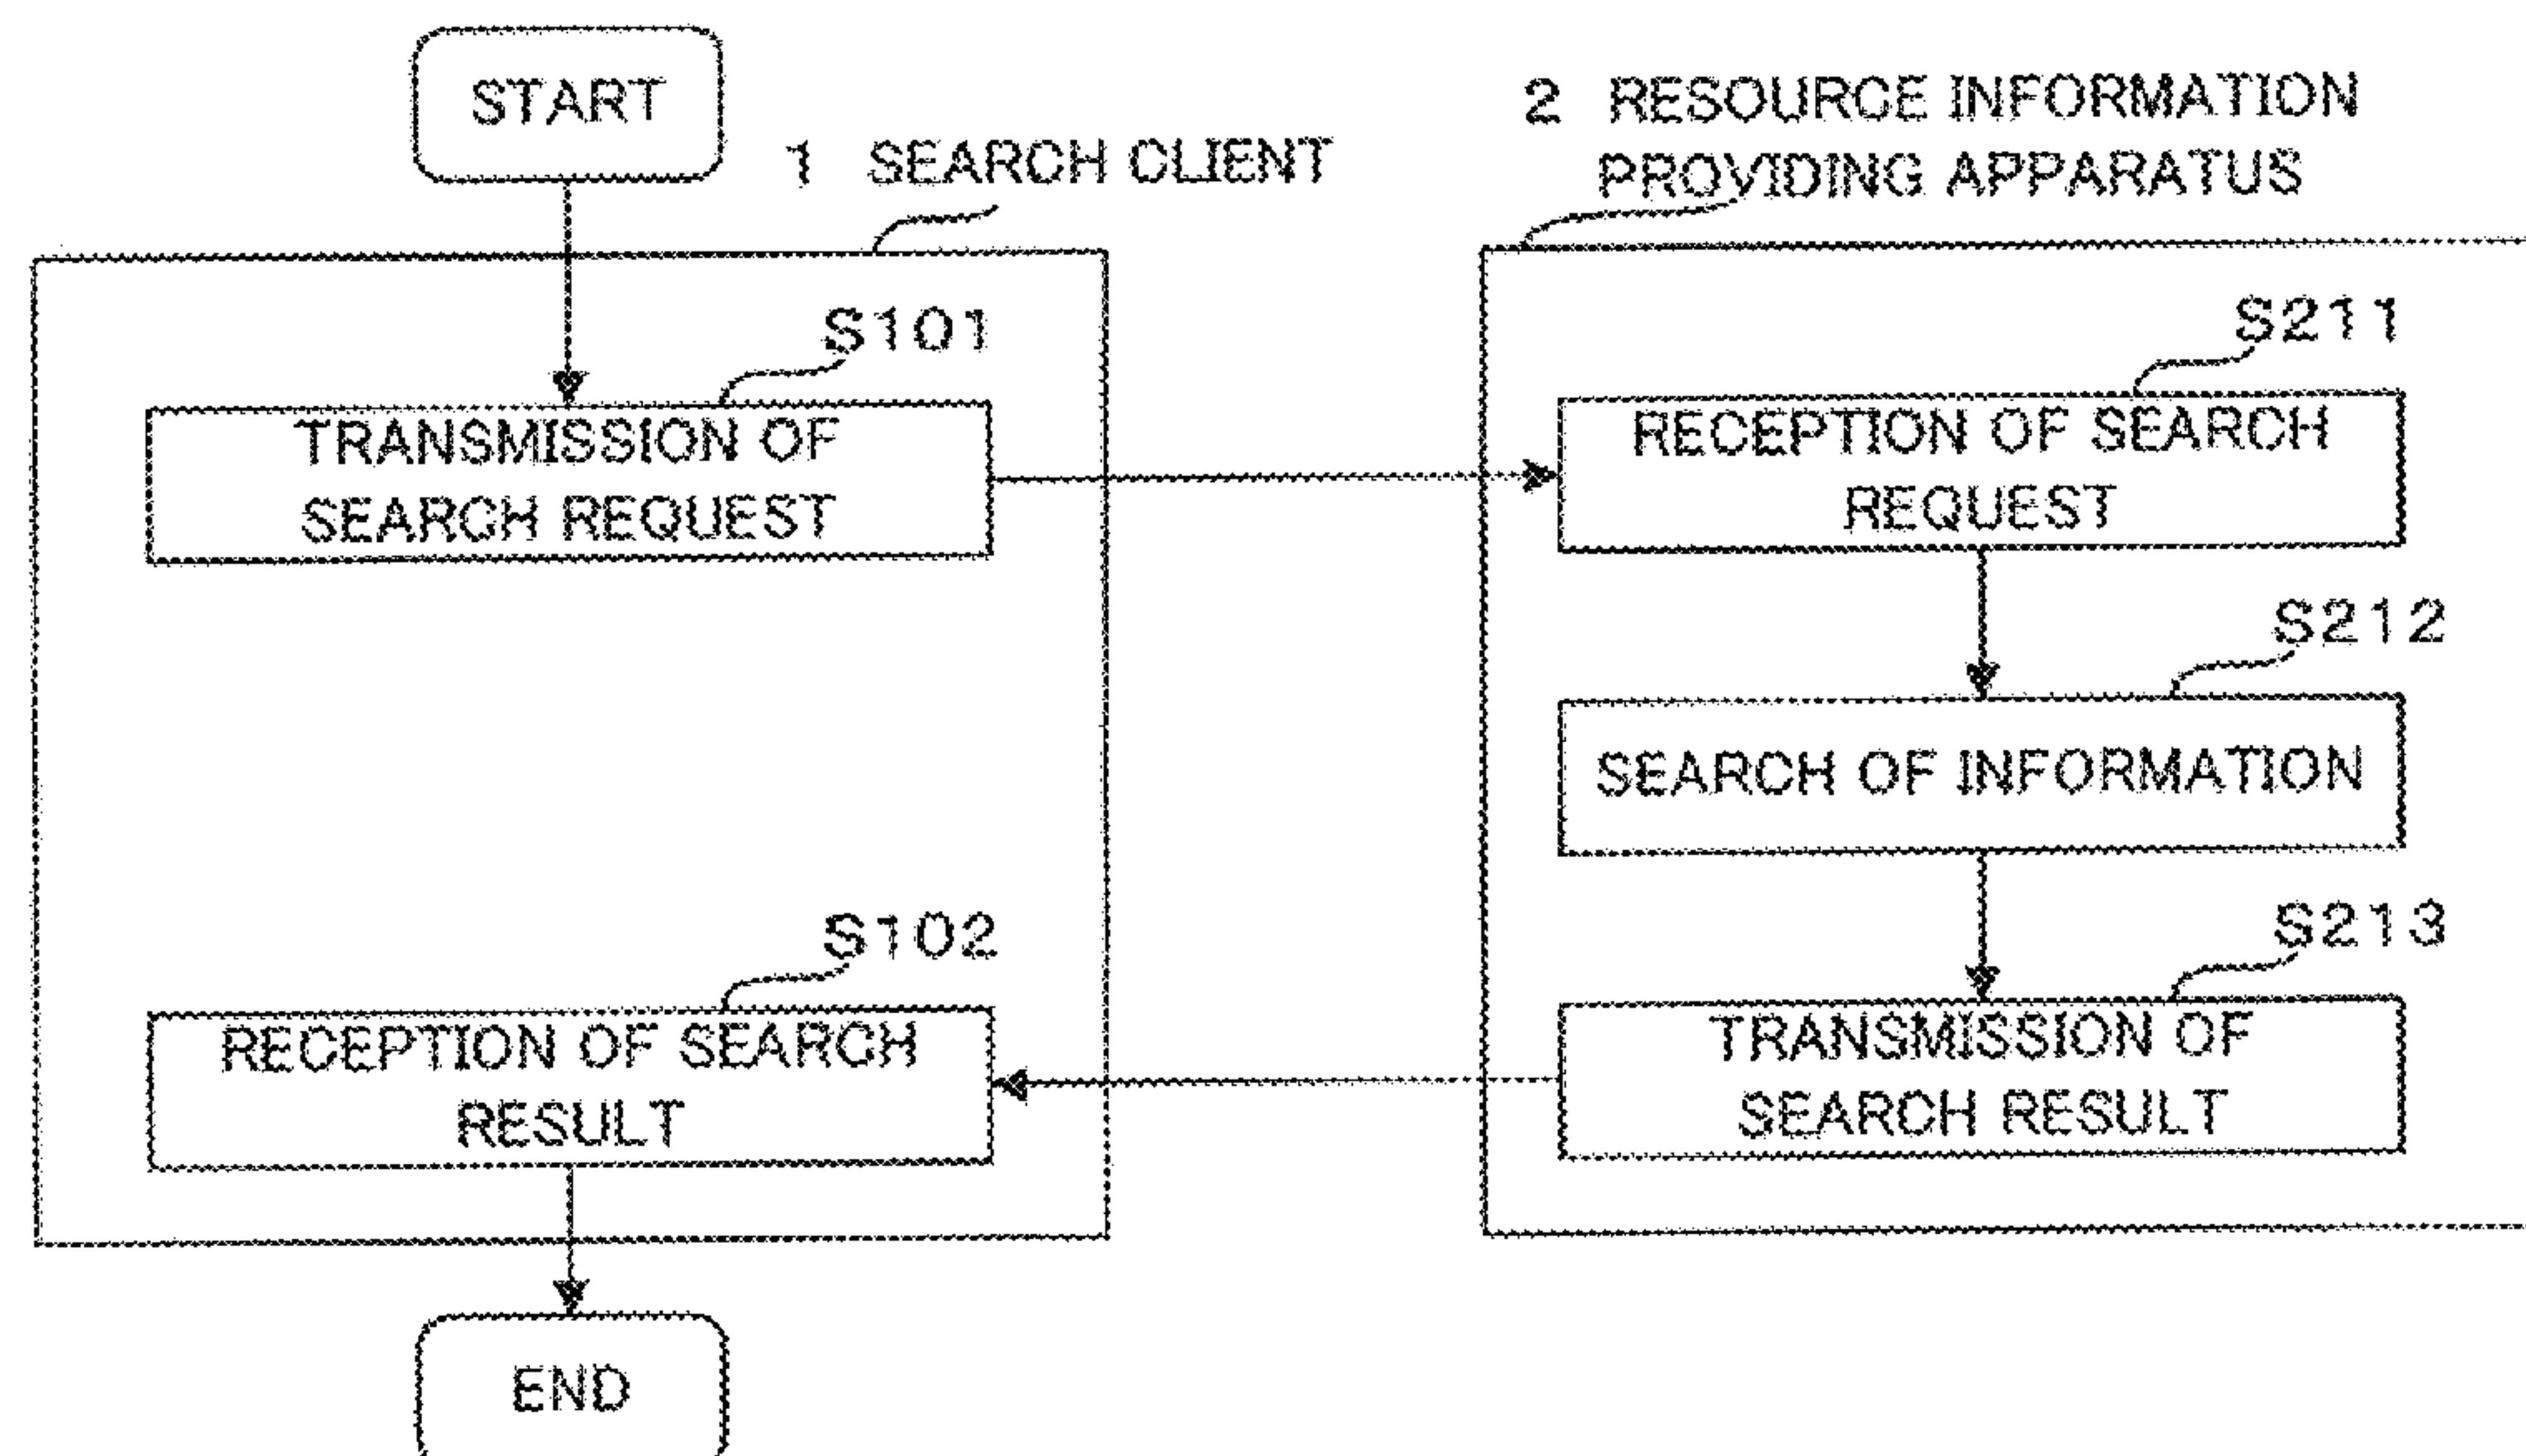 START
1 SEARCH CLIENT
2 RESOURCE INFORMATION
PROVIDING APPARATUS
S101
TRANSMISSION OF
SEARCH REQUEST
S211
RECEPTION OF SEARCH
REQUEST
S212
SEARCH OF INFORMATION
S213
TRANSMISSION OF
SEARCH RESULT
S102
RECEPTION OF SEARCH
RESULT
END